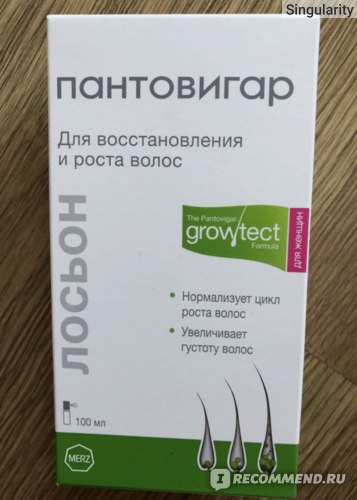 Singularity
пантовигар
Для восстановления
и роста волос
ЛОСЬОН
The Pantovigar
growtect
Formula
для женщин
• Нормализует цикл
роста волос
• Увеличивает
густоту волос
100 мл
MERZ
IRECOMMEND.RU